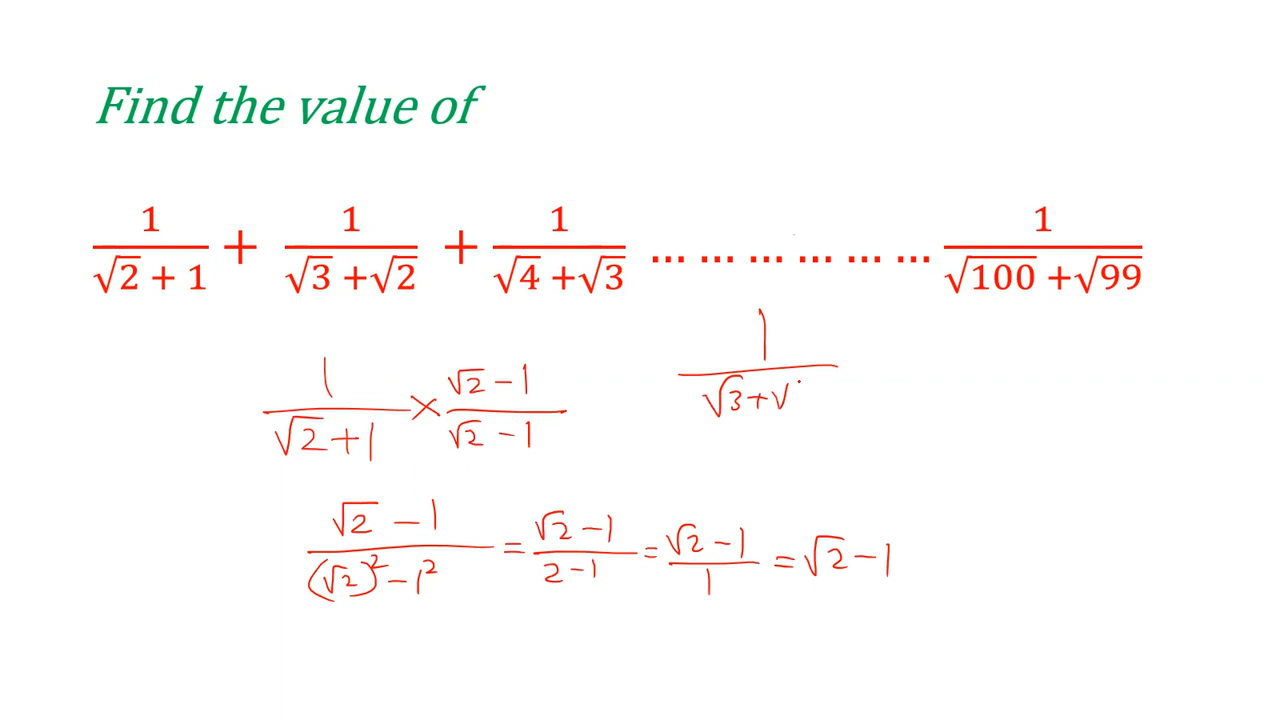 Find the value of
1/(√2 + 1) + 1/(√3 +√2) + 1/(√4 +√3) ... ... ... ... ... ... 1/(√100 +√99)
1/(√2+1) × (√2 -1)/(√2 -1)
1/(√3+√
(√2 -1)/((√2)² -1²) = (√2 -1)/(2 -1) = (√2 -1)/1 = √2 -1